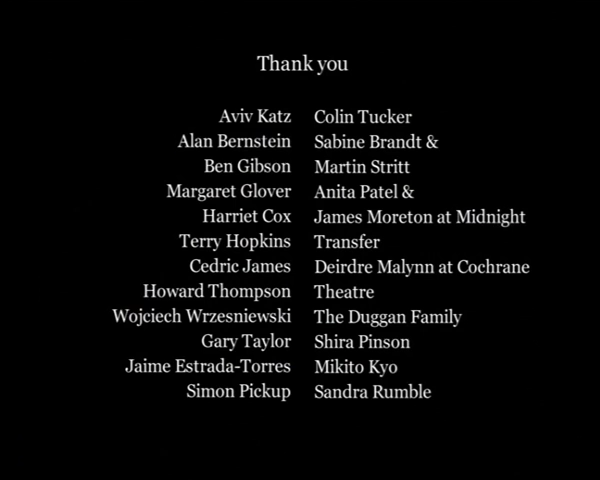 Thank you
Aviv Katz
Alan Bernstein
Ben Gibson
Margaret Glover
Harriet Cox
Terry Hopkins
Cedric James
Howard Thompson
Wojciech Wrzesniewski
Gary Taylor
Jaime Estrada-Torres
Simon Pickup
Colin Tucker
Sabine Brandt &
Martin Stritt
Anita Patel &
James Moreton at Midnight
Transfer
Deirdre Malynn at Cochrane
Theatre
The Duggan Family
Shira Pinson
Mikito Kyo
Sandra Rumble